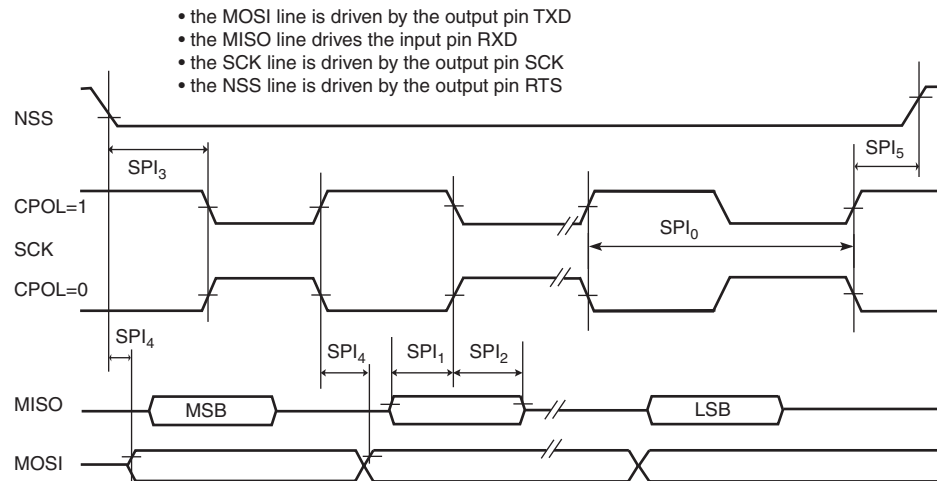 • the MOSI line is driven by the output pin TXD
• the MISO line drives the input pin RXD
• the SCK line is driven by the output pin SCK
• the NSS line is driven by the output pin RTS
NSS
SPI₃
SPI₅
CPOL=1
SCK
SPI₀
CPOL=0
SPI₄
SPI₄
SPI₁
SPI₂
MISO
MSB
LSB
MOSI